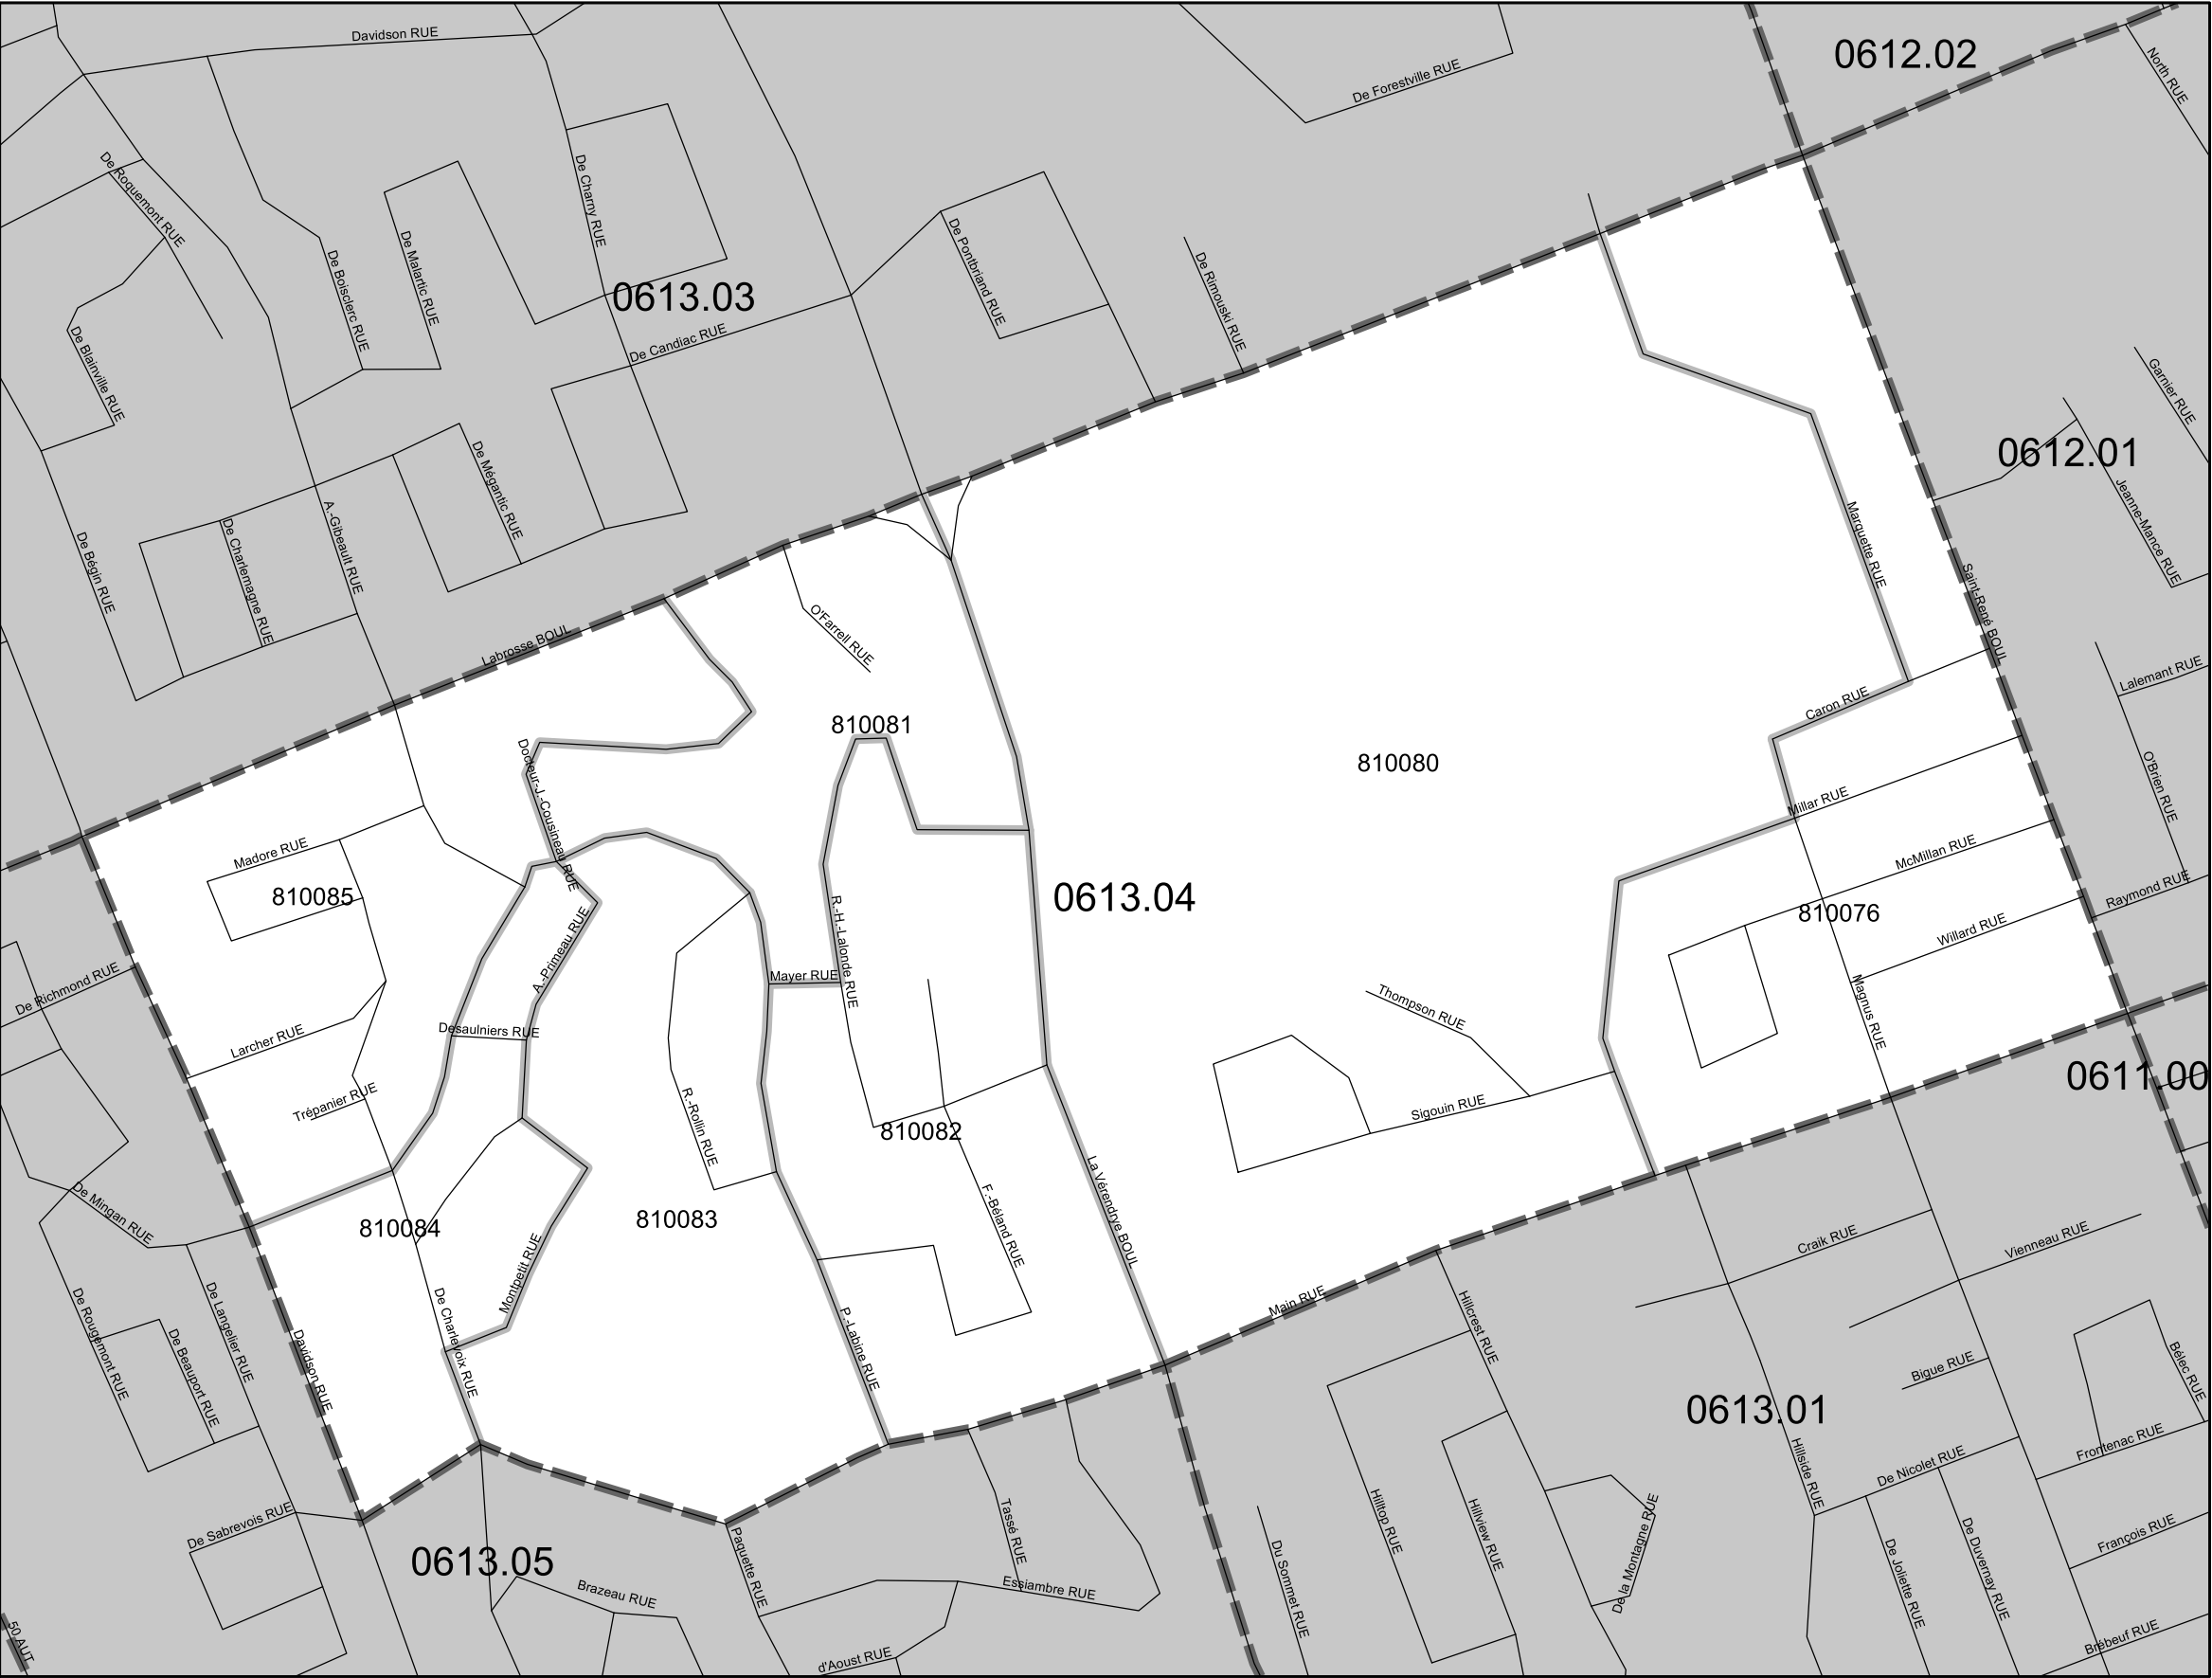 Davidson RUE
0612.02
North RUE
De Forestville RUE
De Roquemont RUE
De Charny RUE
De Boisclerc RUE
De Malartic RUE
De Pontbriand RUE
De Rimouski RUE
0613.03
De Candiac RUE
De Blainville RUE
Garnier RUE
0612.01
De Mégantic RUE
Jeanne-Mance RUE
A.-Gibeault RUE
De Charlemagne RUE
De Bégin RUE
Marquette RUE
Saint-René BOUL
Labrosse BOUL
O'Farrell RUE
Lalemant RUE
Caron RUE
810081
810080
Docteur-J.-Cousineau RUE
O'Brien RUE
Millar RUE
Madore RUE
McMillan RUE
810085
0613.04
Raymond RUE
810076
Willard RUE
R.-H.-Lalonde RUE
A.-Primeau RUE
Mayer RUE
De Richmond RUE
Thompson RUE
Magnus RUE
Desaulniers RUE
Larcher RUE
0611.00
Trépanier RUE
Sigouin RUE
R.-Rollin RUE
810082
La Vérendrye BOUL
De Mingan RUE
810084
810083
F.-Béland RUE
Craik RUE
Vienneau RUE
Montpetit RUE
Main RUE
De Rougemont RUE
De Beauport RUE
De Langelier RUE
Davidson RUE
De Charlevoix RUE
P.-Labine RUE
Hillcrest RUE
Bigue RUE
Bélec RUE
0613.01
Frontenac RUE
De Nicolet RUE
Hillside RUE
De Sabrevois RUE
Tassé RUE
Hilltop RUE
Hillview RUE
De la Montagne RUE
François RUE
0613.05
Paquette RUE
Du Sommet RUE
De Joliette RUE
De Duvernay RUE
Brazeau RUE
Essiambre RUE
50 AUT
d'Aoust RUE
Brébeuf RUE